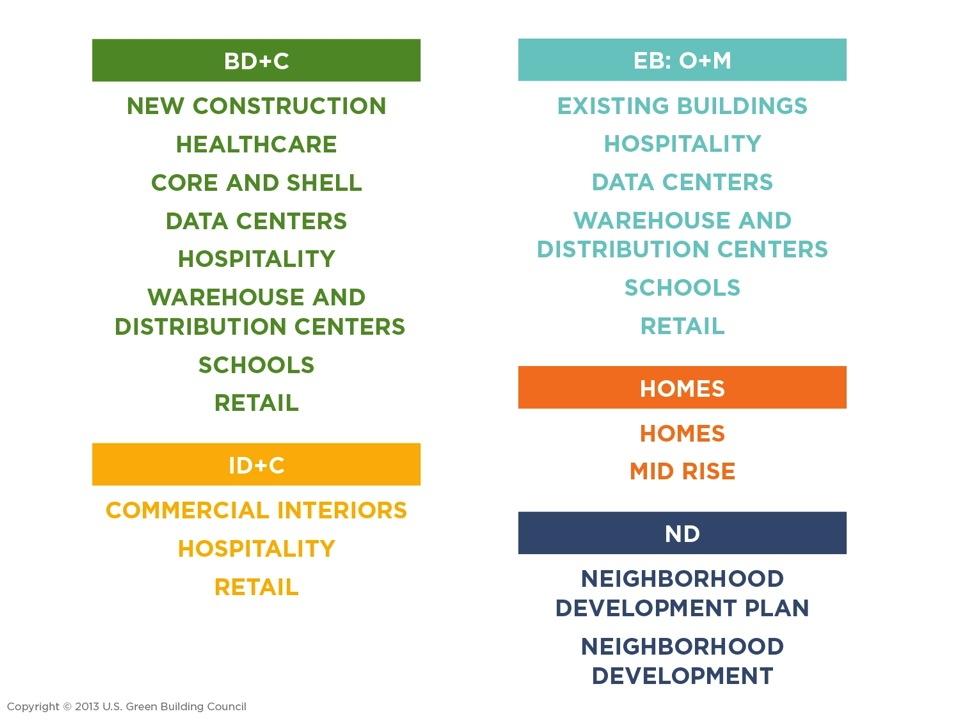 BD+C
NEW CONSTRUCTION
HEALTHCARE
CORE AND SHELL
DATA CENTERS
HOSPITALITY
WAREHOUSE AND
DISTRIBUTION CENTERS
SCHOOLS
RETAIL
ID+C
COMMERCIAL INTERIORS
HOSPITALITY
RETAIL
EB: O+M
EXISTING BUILDINGS
HOSPITALITY
DATA CENTERS
WAREHOUSE AND
DISTRIBUTION CENTERS
SCHOOLS
RETAIL
HOMES
HOMES
MID RISE
ND
NEIGHBORHOOD
DEVELOPMENT PLAN
NEIGHBORHOOD
DEVELOPMENT
Copyright © 2013 U.S. Green Building Council